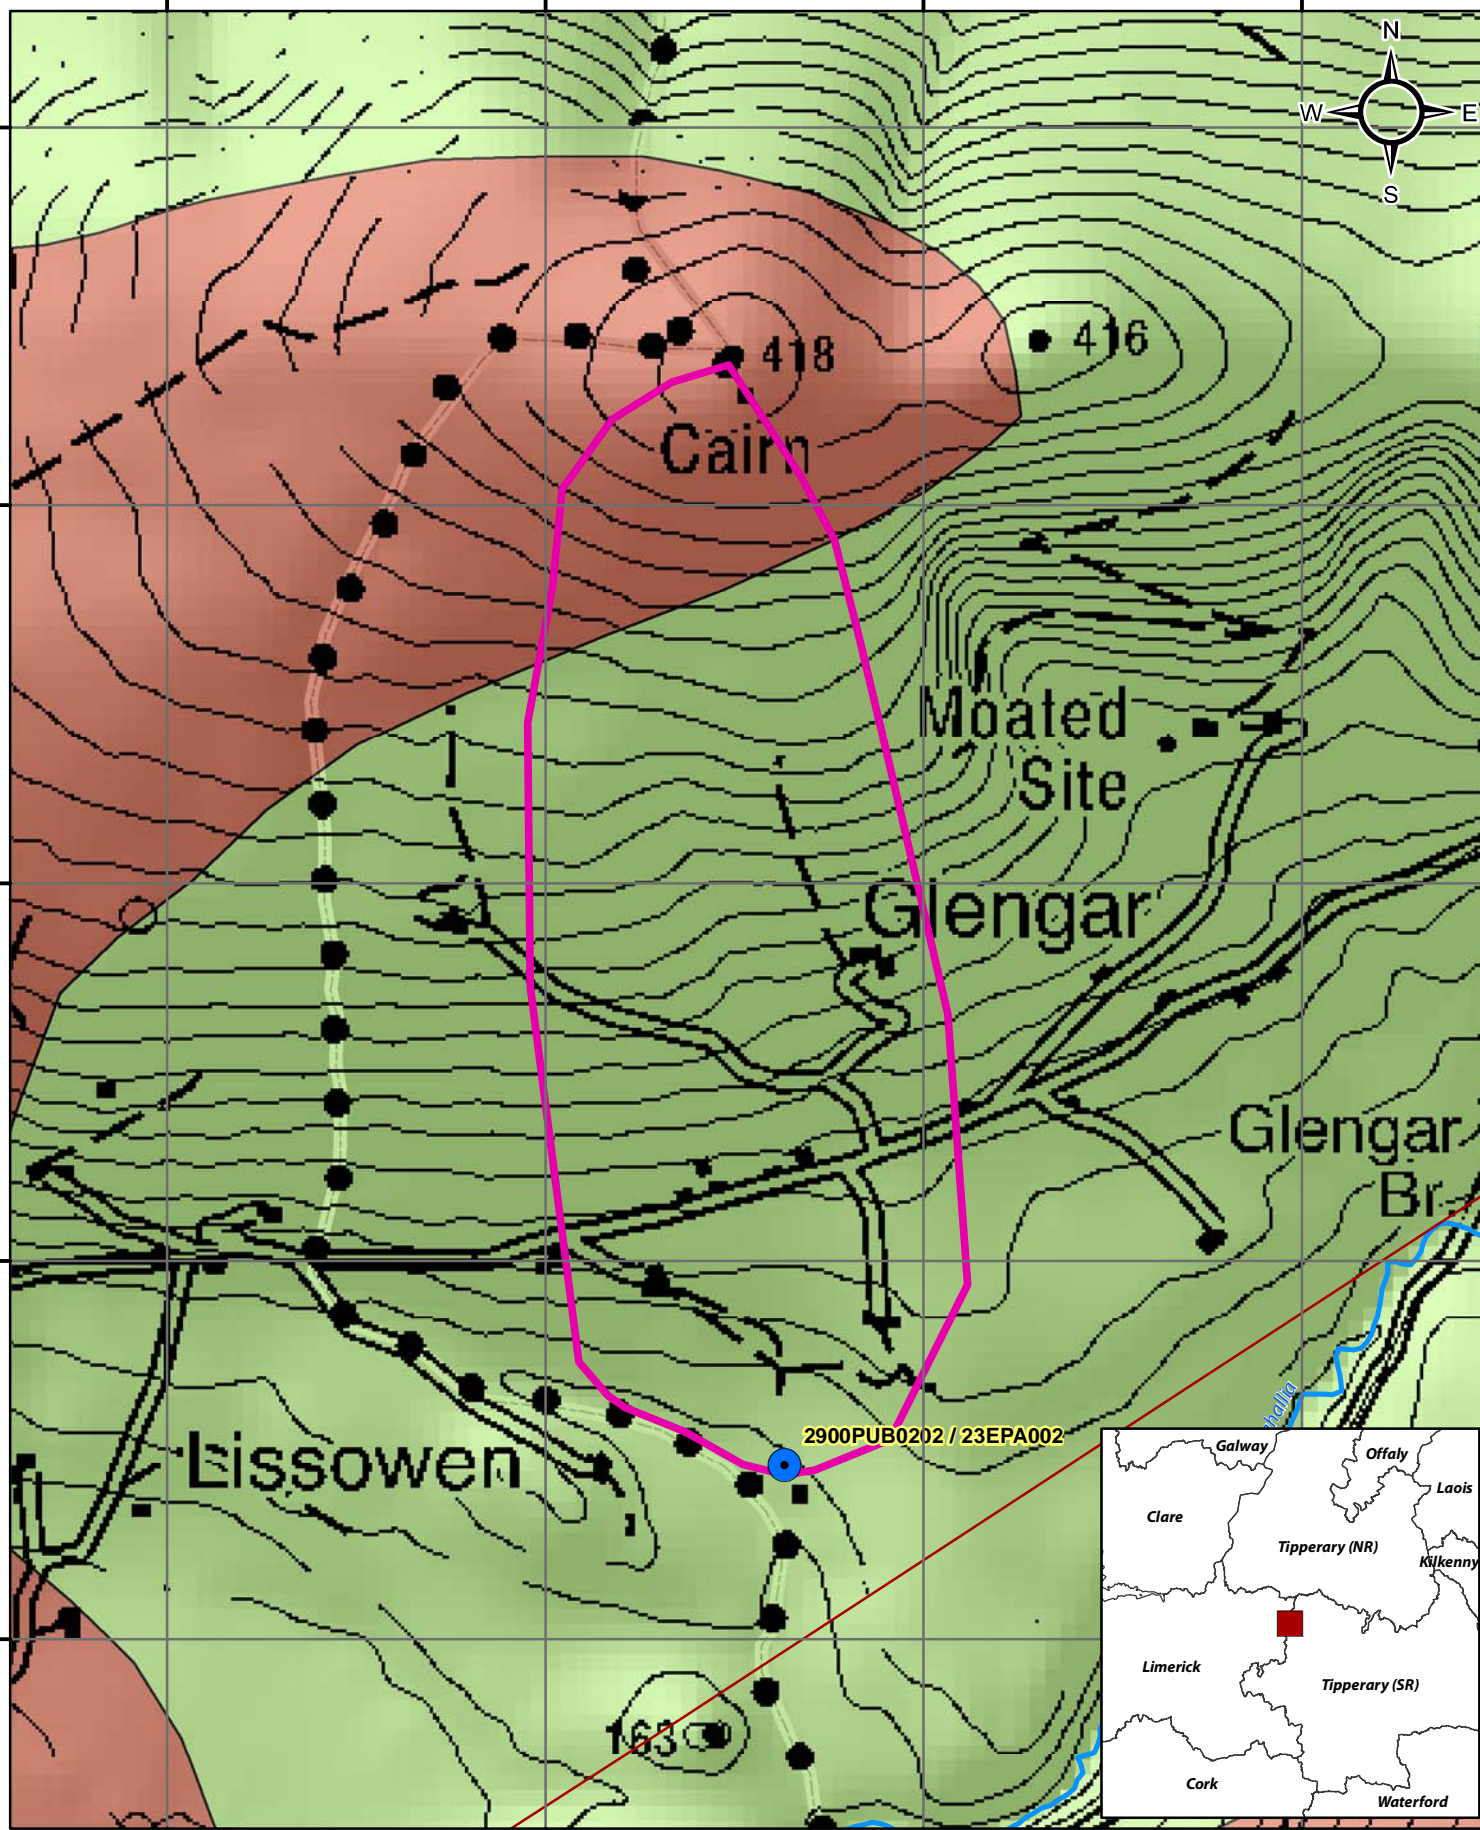 N
W E
S
418
416
Cairn
Moated
Site
Glengar
Glengar
Br
2900PUB0202 / 23EPA002
Lissowen
163
hallia
Galway
Offaly
Laois
Clare
Tipperary (NR)
Kilkenny
Limerick
Tipperary (SR)
Cork
Waterford